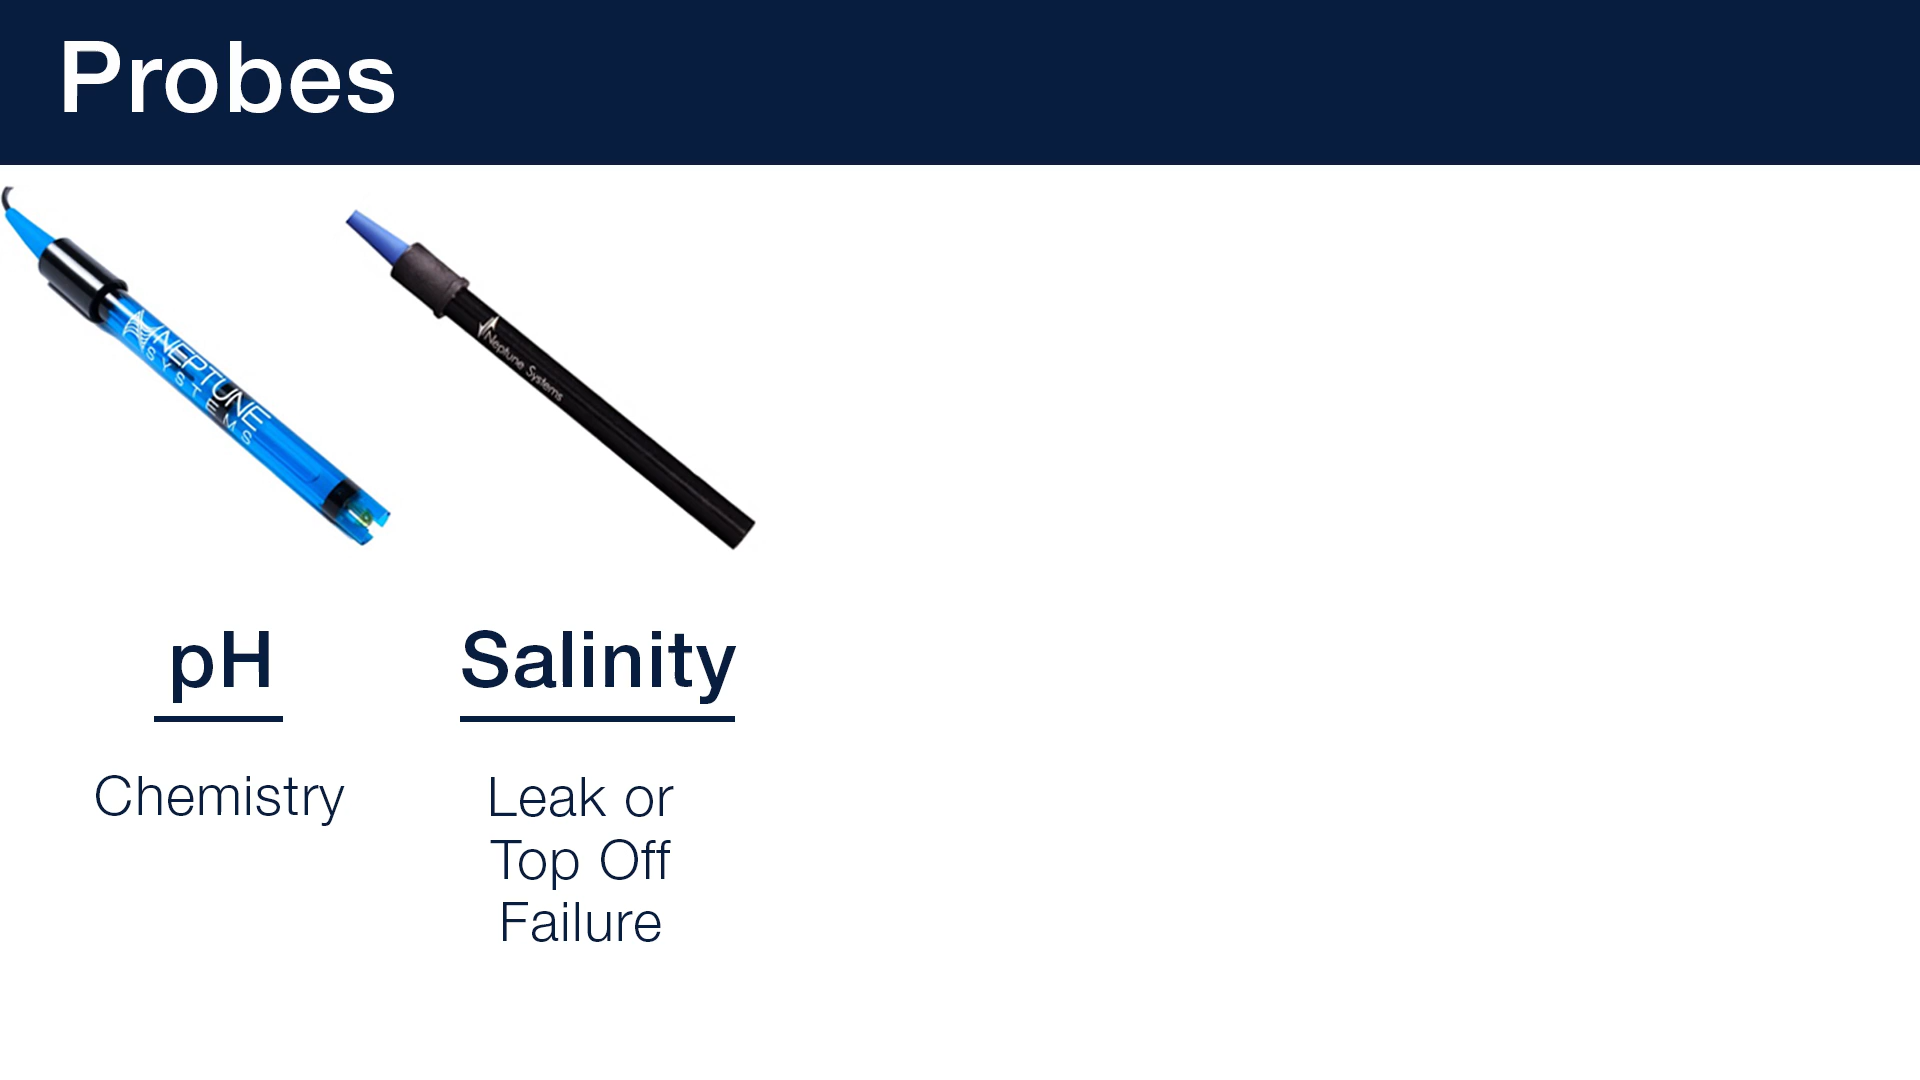 Probes
NEPTUNE
SYSTEMS
Neptune Systems
pH
Salinity
Chemistry
Leak or
Top Off
Failure